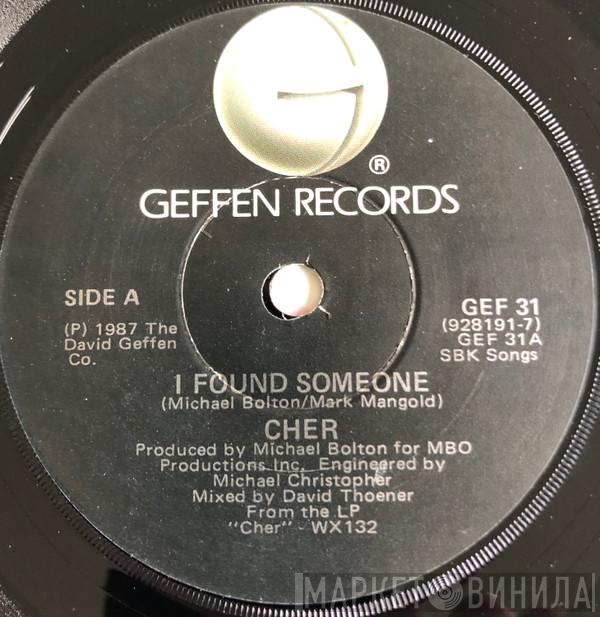 ®
GEFFEN RECORDS
SIDE A
(P) 1987 The
David Geffen
Co.
GEF 31
(928191-7)
GEF 31A
SBK Songs
I FOUND SOMEONE
(Michael Bolton/Mark Mangold)
CHER
Produced by Michael Bolton for MBO
Productions Inc. Engineered by
Michael Christopher
Mixed by David Thoener
From the LP
"Cher" - WX132
МАРКЕТ ВИНИЛА